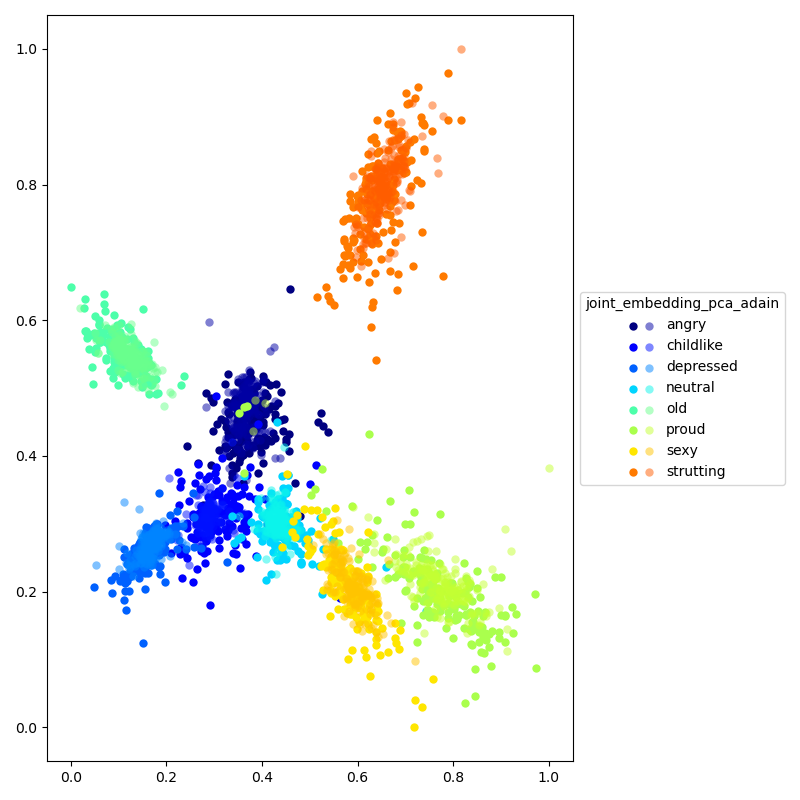 1.0
0.8
0.6
0.4
0.2
0.0
0.0 0.2 0.4 0.6 0.8 1.0
joint_embedding_pca_adain
angry
childlike
depressed
neutral
old
proud
sexy
strutting